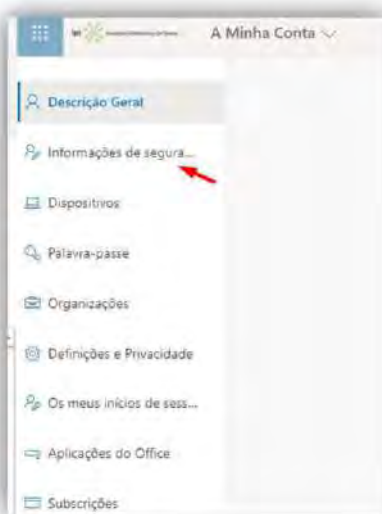 A Minha Conta
Descrição Geral
Informações de segura...
Dispositivos
Palavra-passe
Organizações
Definições e Privacidade
Os meus inícios de sess...
Aplicações do Office
Subscrições